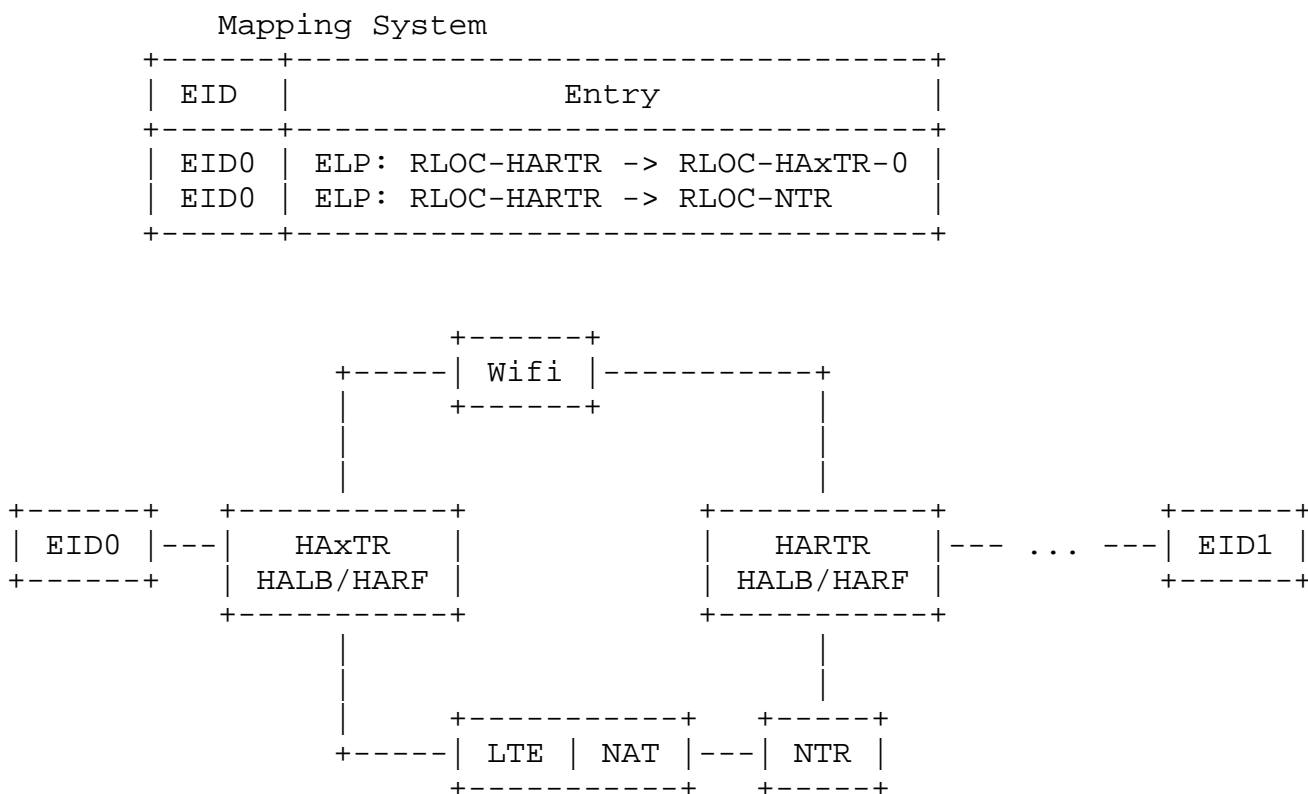 Mapping System
EID Entry
EID0 ELP: RLOC-HARTR -> RLOC-HAxTR-0
EID0 ELP: RLOC-HARTR -> RLOC-NTR
Wifi
EID0 HAxTR HARTR ... EID1
HALB/HARF HALB/HARF
LTE NAT NTR